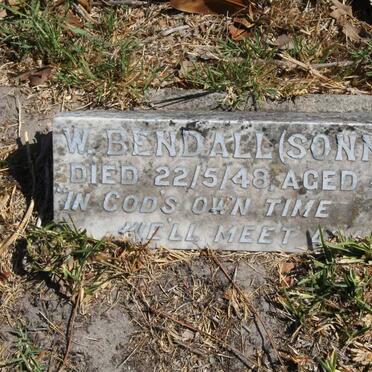 W. BENDALL (SONN
DIED 22/5/48, AGED
"IN GOD'S OWN TIME
WE'LL MEET